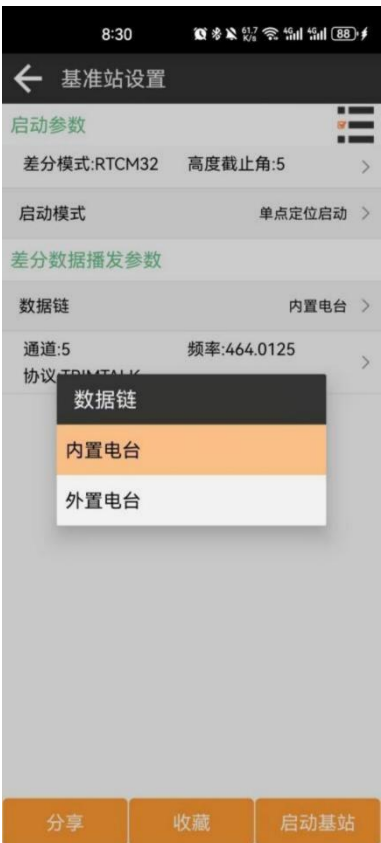 8:30 61.7 K/s 4G 4G 88
基准站设置
启动参数
差分模式:RTCM32 高度截止角:5
启动模式 单点定位启动
差分数据播发参数
数据链 内置电台
通道:5 频率:464.0125
协议
数据链
内置电台
外置电台
分享 收藏 启动基站